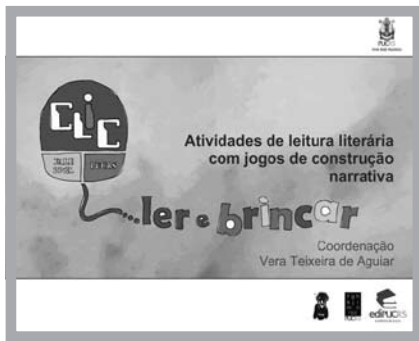 PUCRS
CLIC
Atividades de leitura literária
com jogos de construção
narrativa
...ler e brincar
Coordenação
Vera Teixeira de Aguiar
PUCRS
ediPUCRS